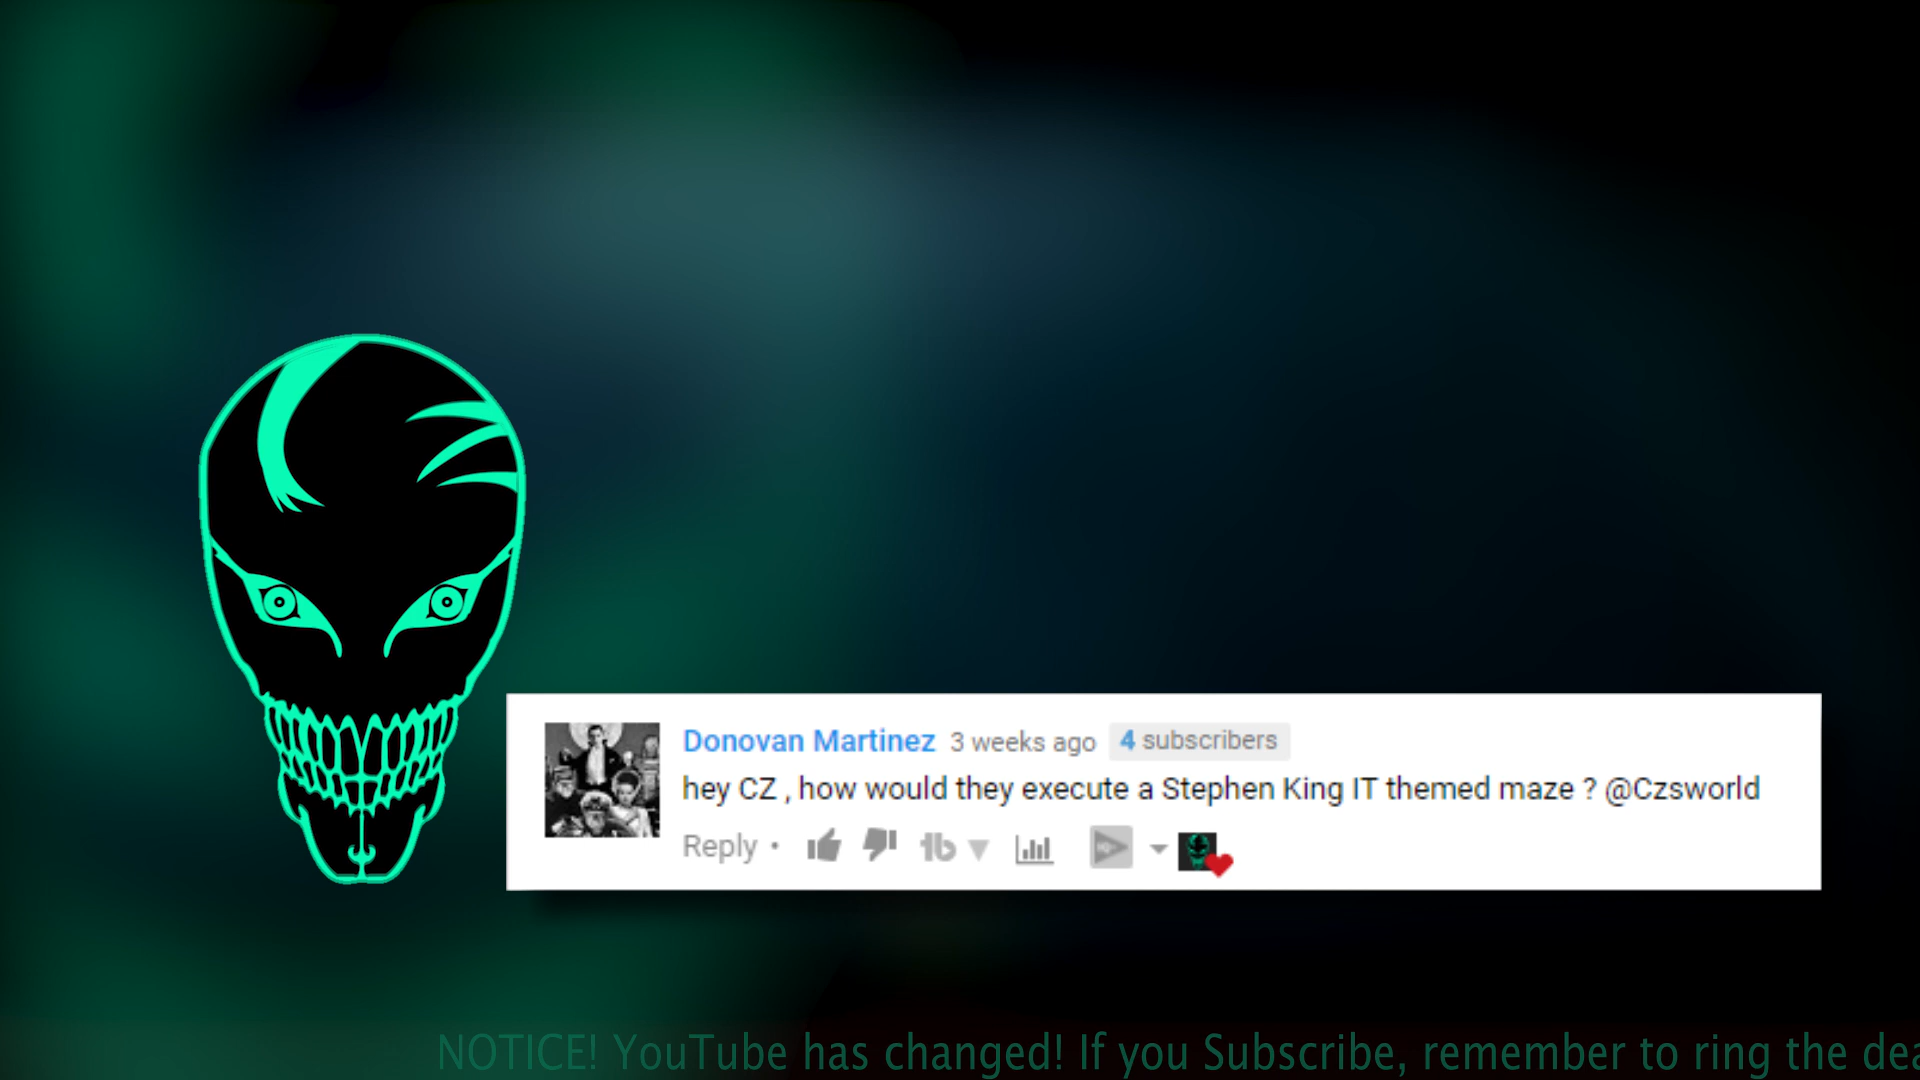 Donovan Martinez 3 weeks ago 4 subscribers
hey CZ , how would they execute a Stephen King IT themed maze ? @Czsworld
Reply •
NOTICE! YouTube has changed! If you Subscribe, remember to ring the